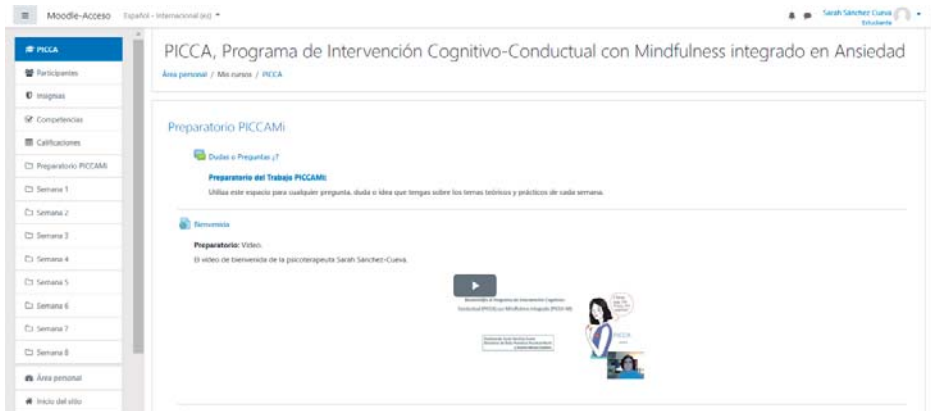 Moodle-Acceso Español - Internacional (es)
Sarah Sánchez Cueva
Estudiante
PICCA
Participantes
Insignias
Competencias
Calificaciones
Preparatorio PICCAMi
Semana 1
Semana 2
Semana 3
Semana 4
Semana 5
Semana 6
Semana 7
Semana 8
Área personal
Inicio del sitio
PICCA, Programa de Intervención Cognitivo-Conductual con Mindfulness integrado en Ansiedad
Área personal / Mis cursos / PICCA
Preparatorio PICCAMi
Dudas o Preguntas ¿?
Preparatorio del Trabajo PICCAMi:
Utiliza este espacio para cualquier pregunta, duda o idea que tengas sobre los temas teóricos y prácticos de cada semana.
Bienvenida
Preparatorio: Video.
El video de bienvenida de la psicoterapeuta Sarah Sánchez-Cueva.
PICCA